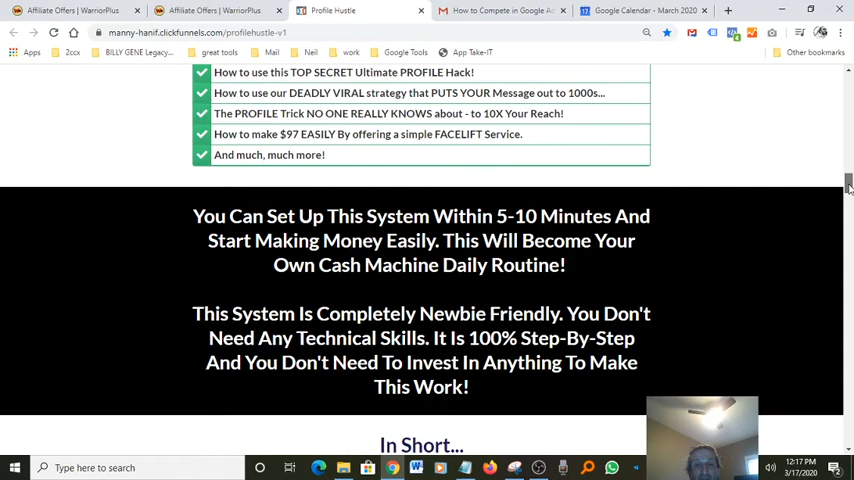 Affiliate Offers | WarriorPlus
Affiliate Offers | WarriorPlus
Profile Hustle
How to Compete in Google Ad
Google Calendar - March 2020
manny-hanif.clickfunnels.com/profilehustle-v1
Apps
2ccx
BILLY GENE Legacy...
great tools
Mail
Neil
work
Google Tools
App Take-IT
Other bookmarks
How to use this TOP SECRET Ultimate PROFILE Hack!
How to use our DEADLY VIRAL strategy that PUTS YOUR Message out to 1000s...
The PROFILE Trick NO ONE REALLY KNOWS about - to 10X Your Reach!
How to make $97 EASILY By offering a simple FACELIFT Service.
And much, much more!
You Can Set Up This System Within 5-10 Minutes And
Start Making Money Easily. This Will Become Your
Own Cash Machine Daily Routine!
This System Is Completely Newbie Friendly. You Don't
Need Any Technical Skills. It Is 100% Step-By-Step
And You Don't Need To Invest In Anything To Make
This Work!
In Short...
Type here to search
12:17 PM
3/17/2020
2